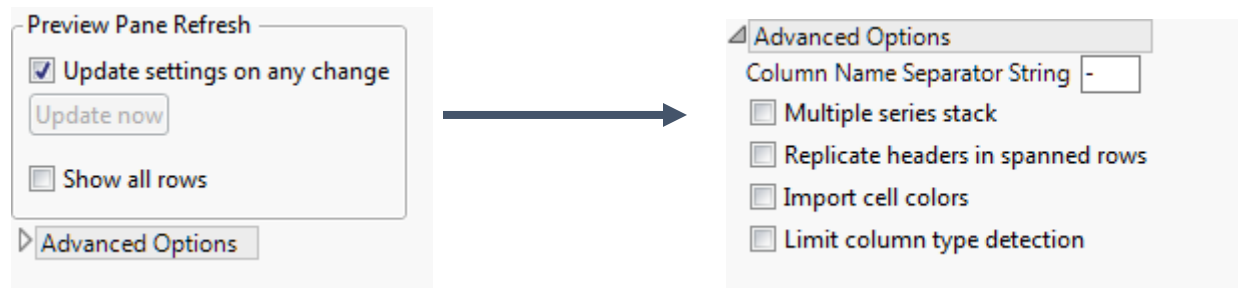 Preview Pane Refresh
Update settings on any change
Update now
Show all rows
Advanced Options
Advanced Options
Column Name Separator String -
Multiple series stack
Replicate headers in spanned rows
Import cell colors
Limit column type detection